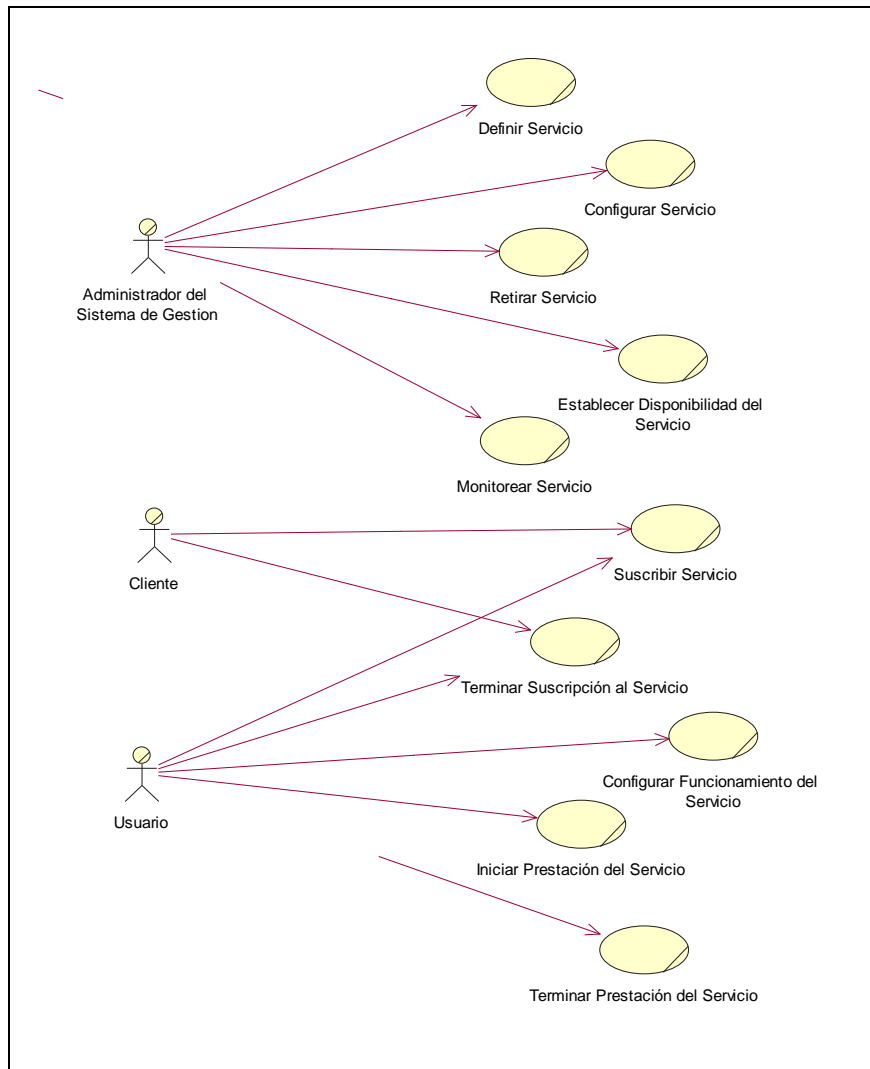 Definir Servicio
Configurar Servicio
Retirar Servicio
Administrador del
Sistema de Gestion
Establecer Disponibilidad del
Servicio
Monitorear Servicio
Cliente
Suscribir Servicio
Terminar Suscripción al Servicio
Configurar Funcionamiento del
Servicio
Usuario
Iniciar Prestación del Servicio
Terminar Prestación del Servicio